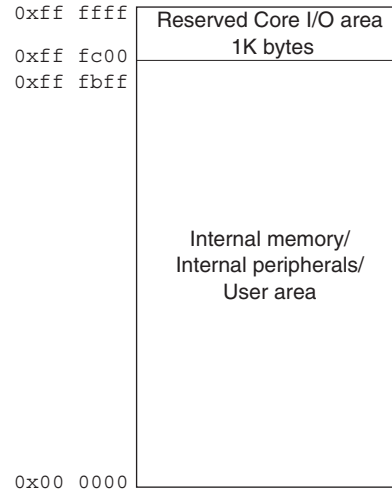 0xff ffff
Reserved Core I/O area
1K bytes
0xff fc00
0xff fbff
Internal memory/
Internal peripherals/
User area
0x00 0000